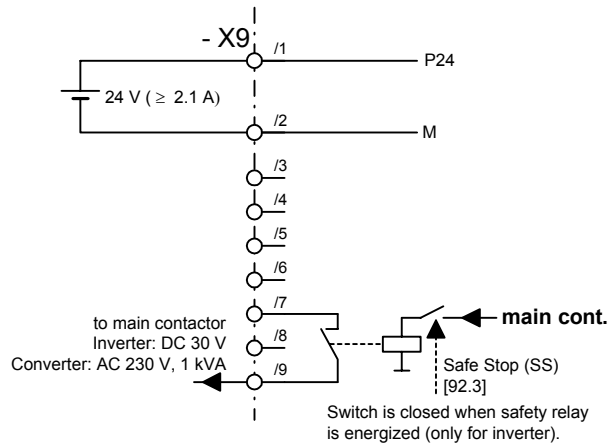 - X9
/1
P24
24 V ( ≥ 2.1 A)
/2
M
/3
/4
/5
/6
/7
to main contactor
Inverter: DC 30 V
Converter: AC 230 V, 1 kVA
/8
/9
main cont.
Safe Stop (SS)
[92.3]
Switch is closed when safety relay
is energized (only for inverter).